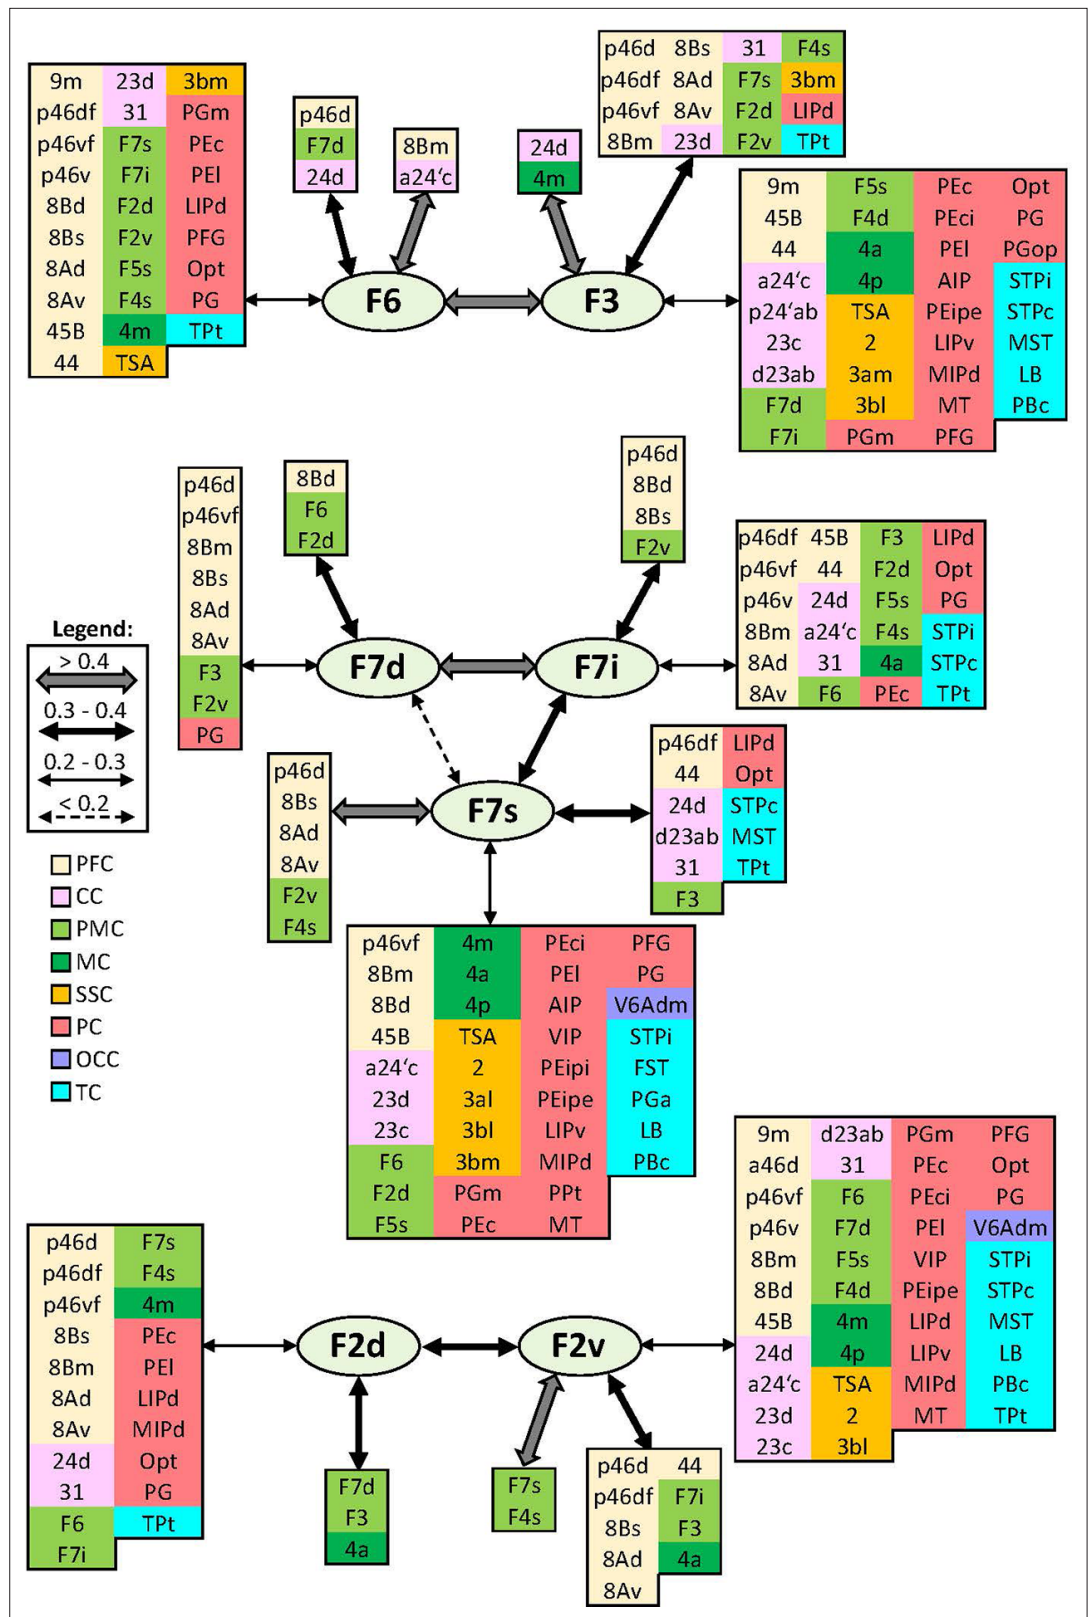 9m 23d 3bm
p46df 31 PGm
p46vf F7s PEc
p46v F7i PEl
8Bd F2d LIPd
8Bs F2v PFG
8Ad F5s Opt
8Av F4s PG
45B 4m TPt
44 TSA
p46d
F7d
24d
8Bm
a24‘c
24d
4m
p46d 8Bs 31 F4s
p46df 8Ad F7s 3bm
p46vf 8Av F2d LIPd
8Bm 23d F2v TPt
F6
F3
9m F5s PEc Opt
45B F4d PEci PG
44 4a PEl PGop
a24‘c 4p AIP STPi
p24‘ab TSA PEipe STPc
23c 2 LIPv MST
d23ab 3am MIPd LB
F7d 3bl MT PBc
F7i PGm PFG
p46d
p46vf
8Bm
8Bs
8Ad
8Av
F3
F2v
PG
8Bd
F6
F2d
p46d
8Bd
8Bs
F2v
F7d
F7i
p46df 45B F3 LIPd
p46vf 44 F2d Opt
p46v 24d F5s PG
8Bm a24‘c F4s STPi
8Ad 31 4a STPc
8Av F6 PEc TPt
Legend:
> 0.4
0.3 - 0.4
0.2 - 0.3
< 0.2
PFC
CC
PMC
MC
SSC
PC
OCC
TC
p46d
8Bs
8Ad
8Av
F2v
F4s
F7s
p46df LIPd
44 Opt
24d STPc
d23ab MST
31 TPt
F3
p46vf 4m PEci PFG
8Bm 4a PEl PG
8Bd 4p AIP V6Adm
45B TSA VIP STPi
a24‘c 2 PEipi FST
23d 3al PEipe PGa
23c 3bl LIPv LB
F6 3bm MIPd PBc
F2d PGm PPt
F5s PEc MT
p46d F7s
p46df F4s
p46vf 4m
8Bs PEc
8Bm PEl
8Ad LIPd
8Av MIPd
24d Opt
31 PG
F6 TPt
F7i
F2d
F2v
F7d
F3
4a
F7s
F4s
p46d 44
p46df F7i
8Bs F3
8Ad 4a
8Av
9m d23ab PGm PFG
a46d 31 PEc Opt
p46vf F6 PEci PG
p46v F7d PEl V6Adm
8Bm F5s VIP STPi
8Bd F4d PEipe STPc
45B 4m LIPd MST
24d 4p LIPv LB
a24‘c TSA MIPd PBc
23d 2 MT TPt
23c 3bl